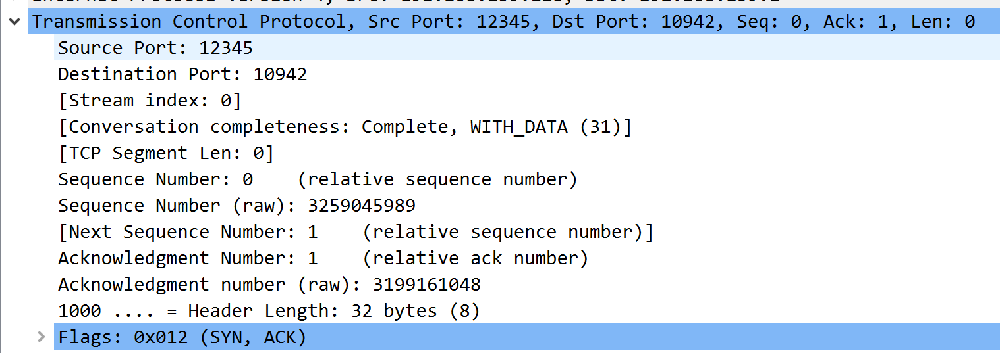 Transmission Control Protocol, Src Port: 12345, Dst Port: 10942, Seq: 0, Ack: 1, Len: 0
Source Port: 12345
Destination Port: 10942
[Stream index: 0]
[Conversation completeness: Complete, WITH_DATA (31)]
[TCP Segment Len: 0]
Sequence Number: 0    (relative sequence number)
Sequence Number (raw): 3259045989
[Next Sequence Number: 1    (relative sequence number)]
Acknowledgment Number: 1    (relative ack number)
Acknowledgment number (raw): 3199161048
1000 .... = Header Length: 32 bytes (8)
Flags: 0x012 (SYN, ACK)